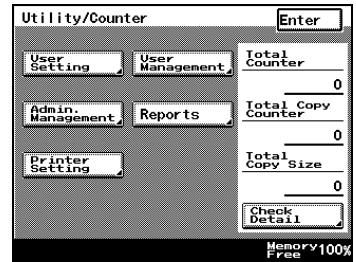 Utility/Counter
Enter
User
Setting
User
Management
Admin.
Management
Reports
Printer
Setting
Total
Counter
0
Total Copy
Counter
0
Total
Copy Size
0
Check
Detail
Memory
Free 100%